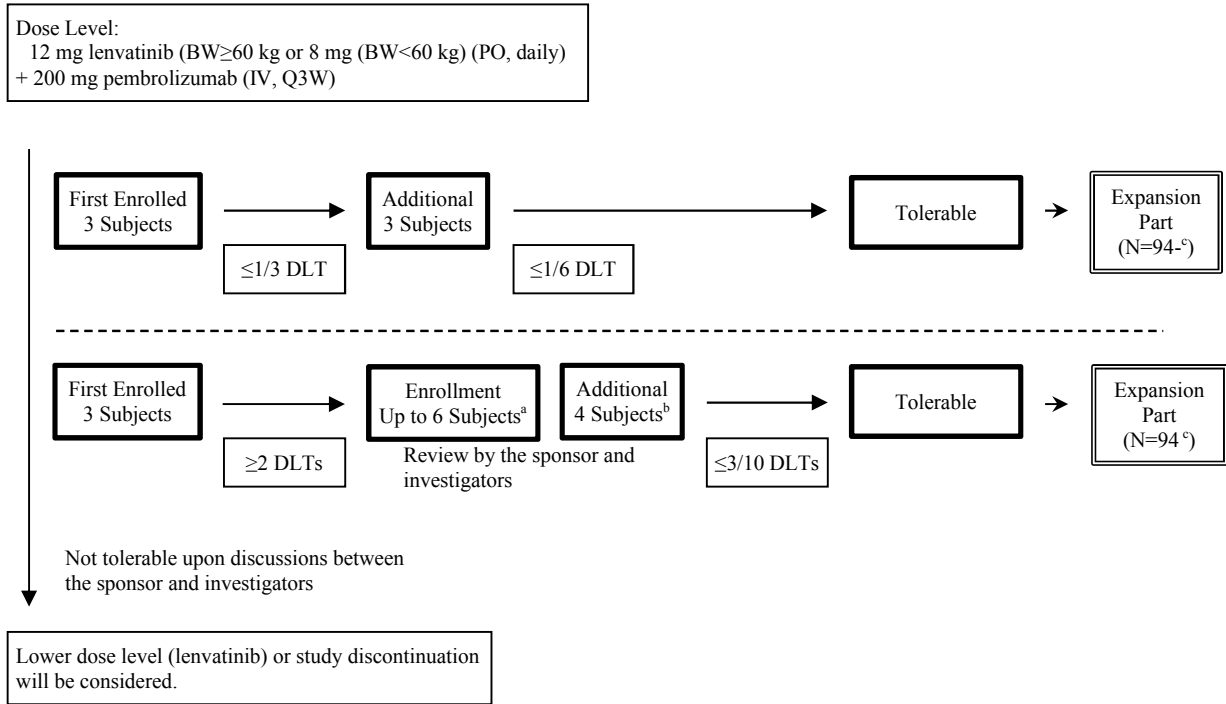 Dose Level:
12 mg lenvatinib (BW≥60 kg or 8 mg (BW<60 kg) (PO, daily)
+ 200 mg pembrolizumab (IV, Q3W)
First Enrolled
3 Subjects
≤1/3 DLT
Additional
3 Subjects
≤1/6 DLT
Tolerable
Expansion
Part
(N=94-c)
First Enrolled
3 Subjects
≥2 DLTs
Enrollment
Up to 6 Subjectsa
Additional
4 Subjectsb
Review by the sponsor and
investigators
≤3/10 DLTs
Tolerable
Expansion
Part
(N=94 c)
Not tolerable upon discussions between
the sponsor and investigators
Lower dose level (lenvatinib) or study discontinuation
will be considered.